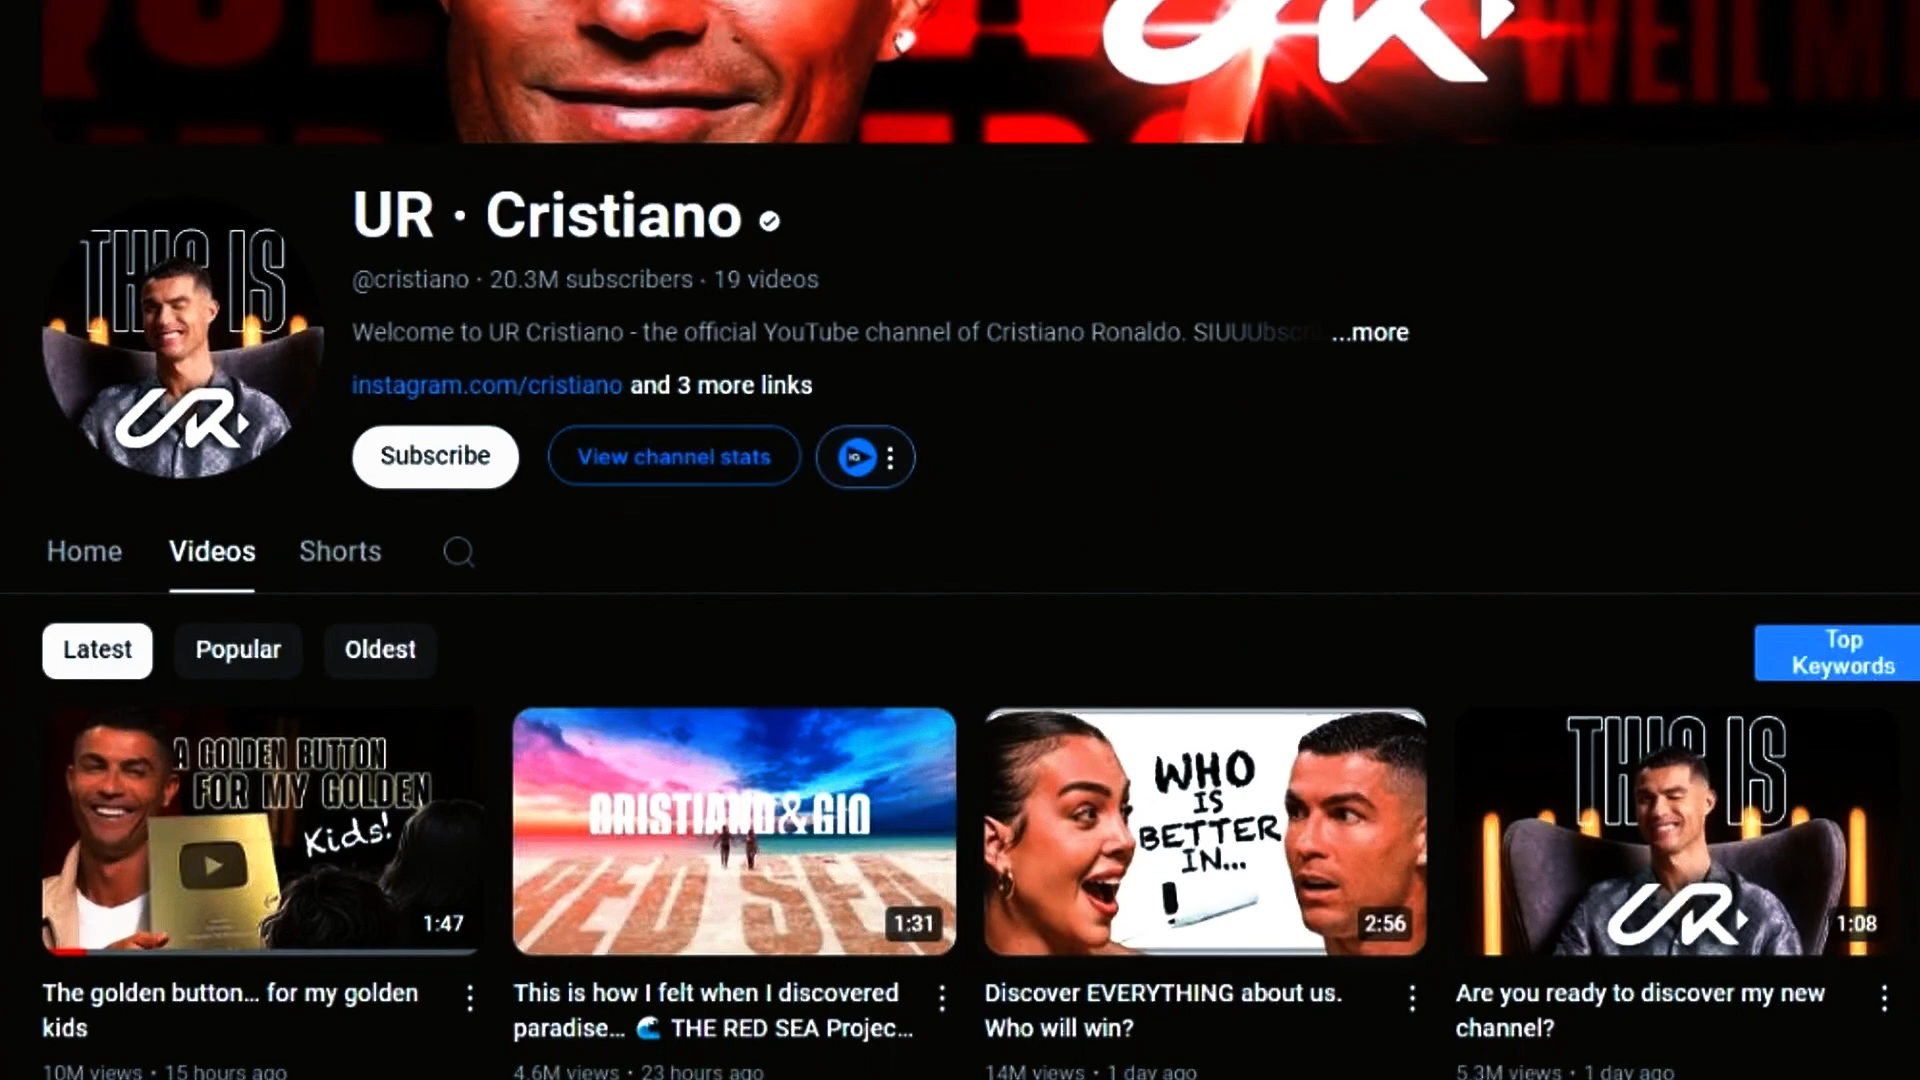 UR
WEIL M
UR · Cristiano
@cristiano · 20.3M subscribers · 19 videos
Welcome to UR Cristiano - the official YouTube channel of Cristiano Ronaldo. SIUUUbscri ...more
instagram.com/cristiano and 3 more links
Subscribe
View channel stats
IG
THIS IS
UR
Home Videos Shorts
Latest Popular Oldest
Top
Keywords
A GOLDEN BUTTON
FOR MY GOLDEN
Kids!
1:47
CRISTIANO&GIO
RED SEA
1:31
WHO
IS
BETTER
IN...
2:56
THIS IS
UR
1:08
The golden button... for my golden
kids
10M views · 15 hours ago
This is how I felt when I discovered
paradise... 🌊 THE RED SEA Projec...
4.6M views · 23 hours ago
Discover EVERYTHING about us.
Who will win?
14M views · 1 day ago
Are you ready to discover my new
channel?
5.3M views · 1 day ago